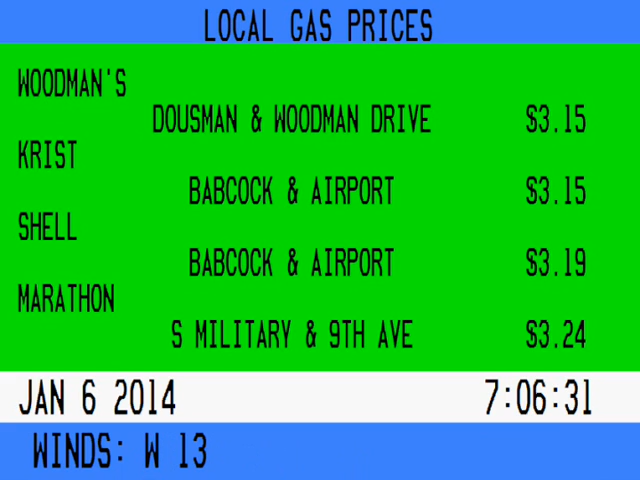 LOCAL GAS PRICES
WOODMAN'S
DOUSMAN & WOODMAN DRIVE $3.15
KRIST
BABCOCK & AIRPORT $3.15
SHELL
BABCOCK & AIRPORT $3.19
MARATHON
S MILITARY & 9TH AVE $3.24
JAN 6 2014 7:06:31
WINDS: W 13